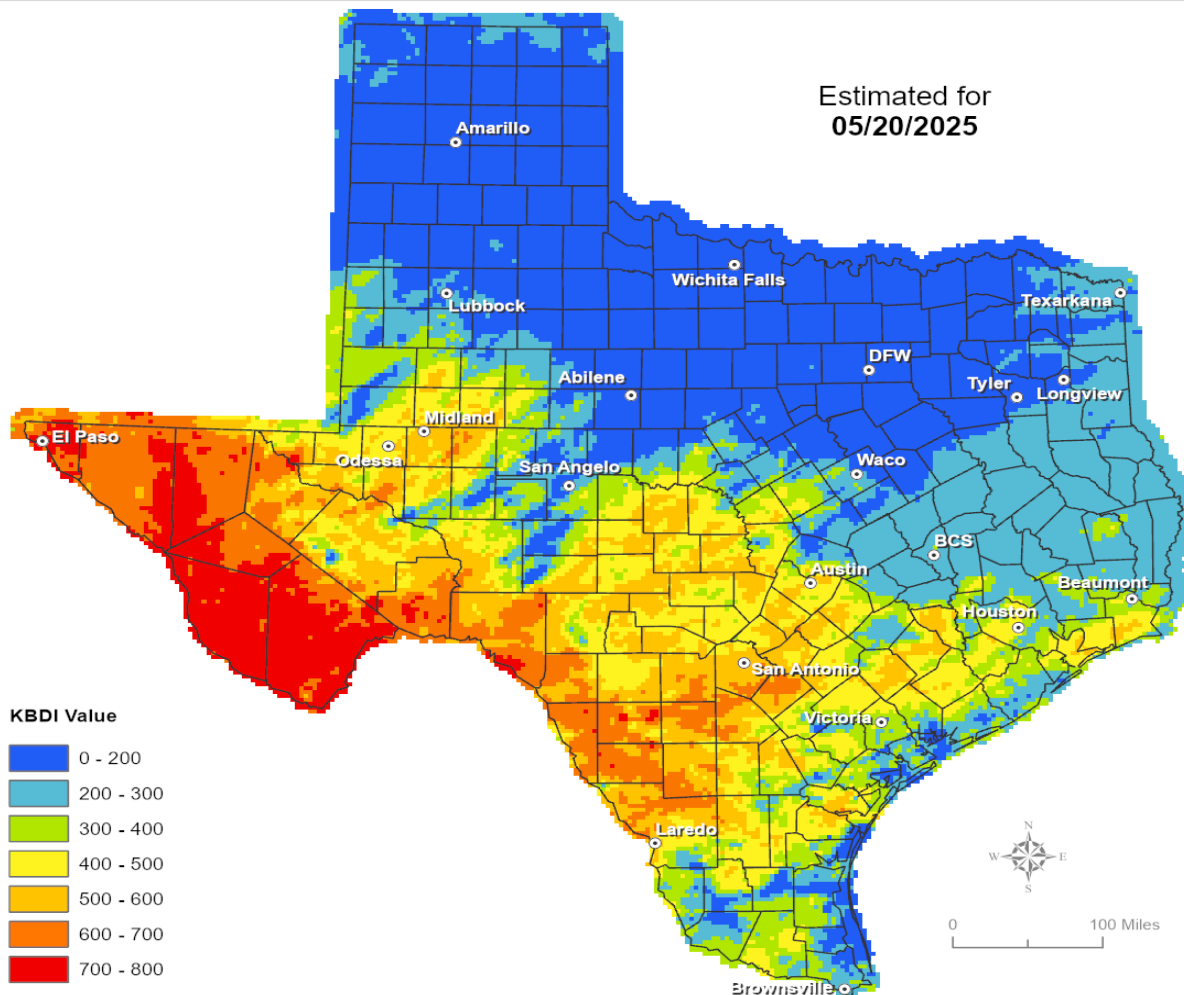 Estimated for
05/20/2025
Amarillo
Wichita Falls
Lubbock
Texarkana
DFW
Abilene
Tyler
Longview
Midland
El Paso
Odessa
San Angelo
Waco
BCS
Austin
Beaumont
Houston
San Antonio
Victoria
Laredo
Brownsville
KBDI Value
0 - 200
200 - 300
300 - 400
400 - 500
500 - 600
600 - 700
700 - 800
N
W E
S
0 100 Miles